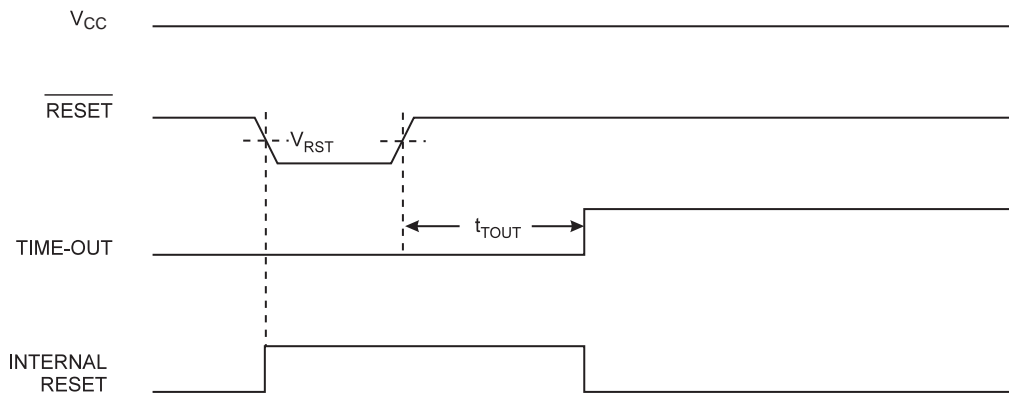 VCC
RESET
VRST
tTOUT
TIME-OUT
INTERNAL
RESET